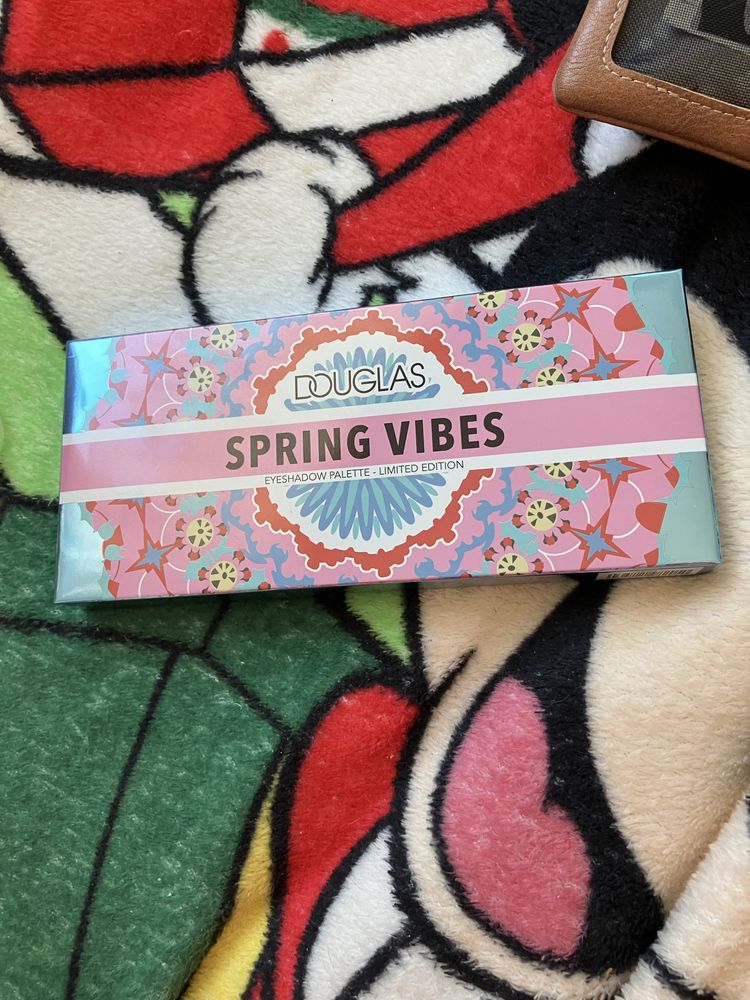 DOUGLAS
SPRING VIBES
EYESHADOW PALETTE - LIMITED EDITION